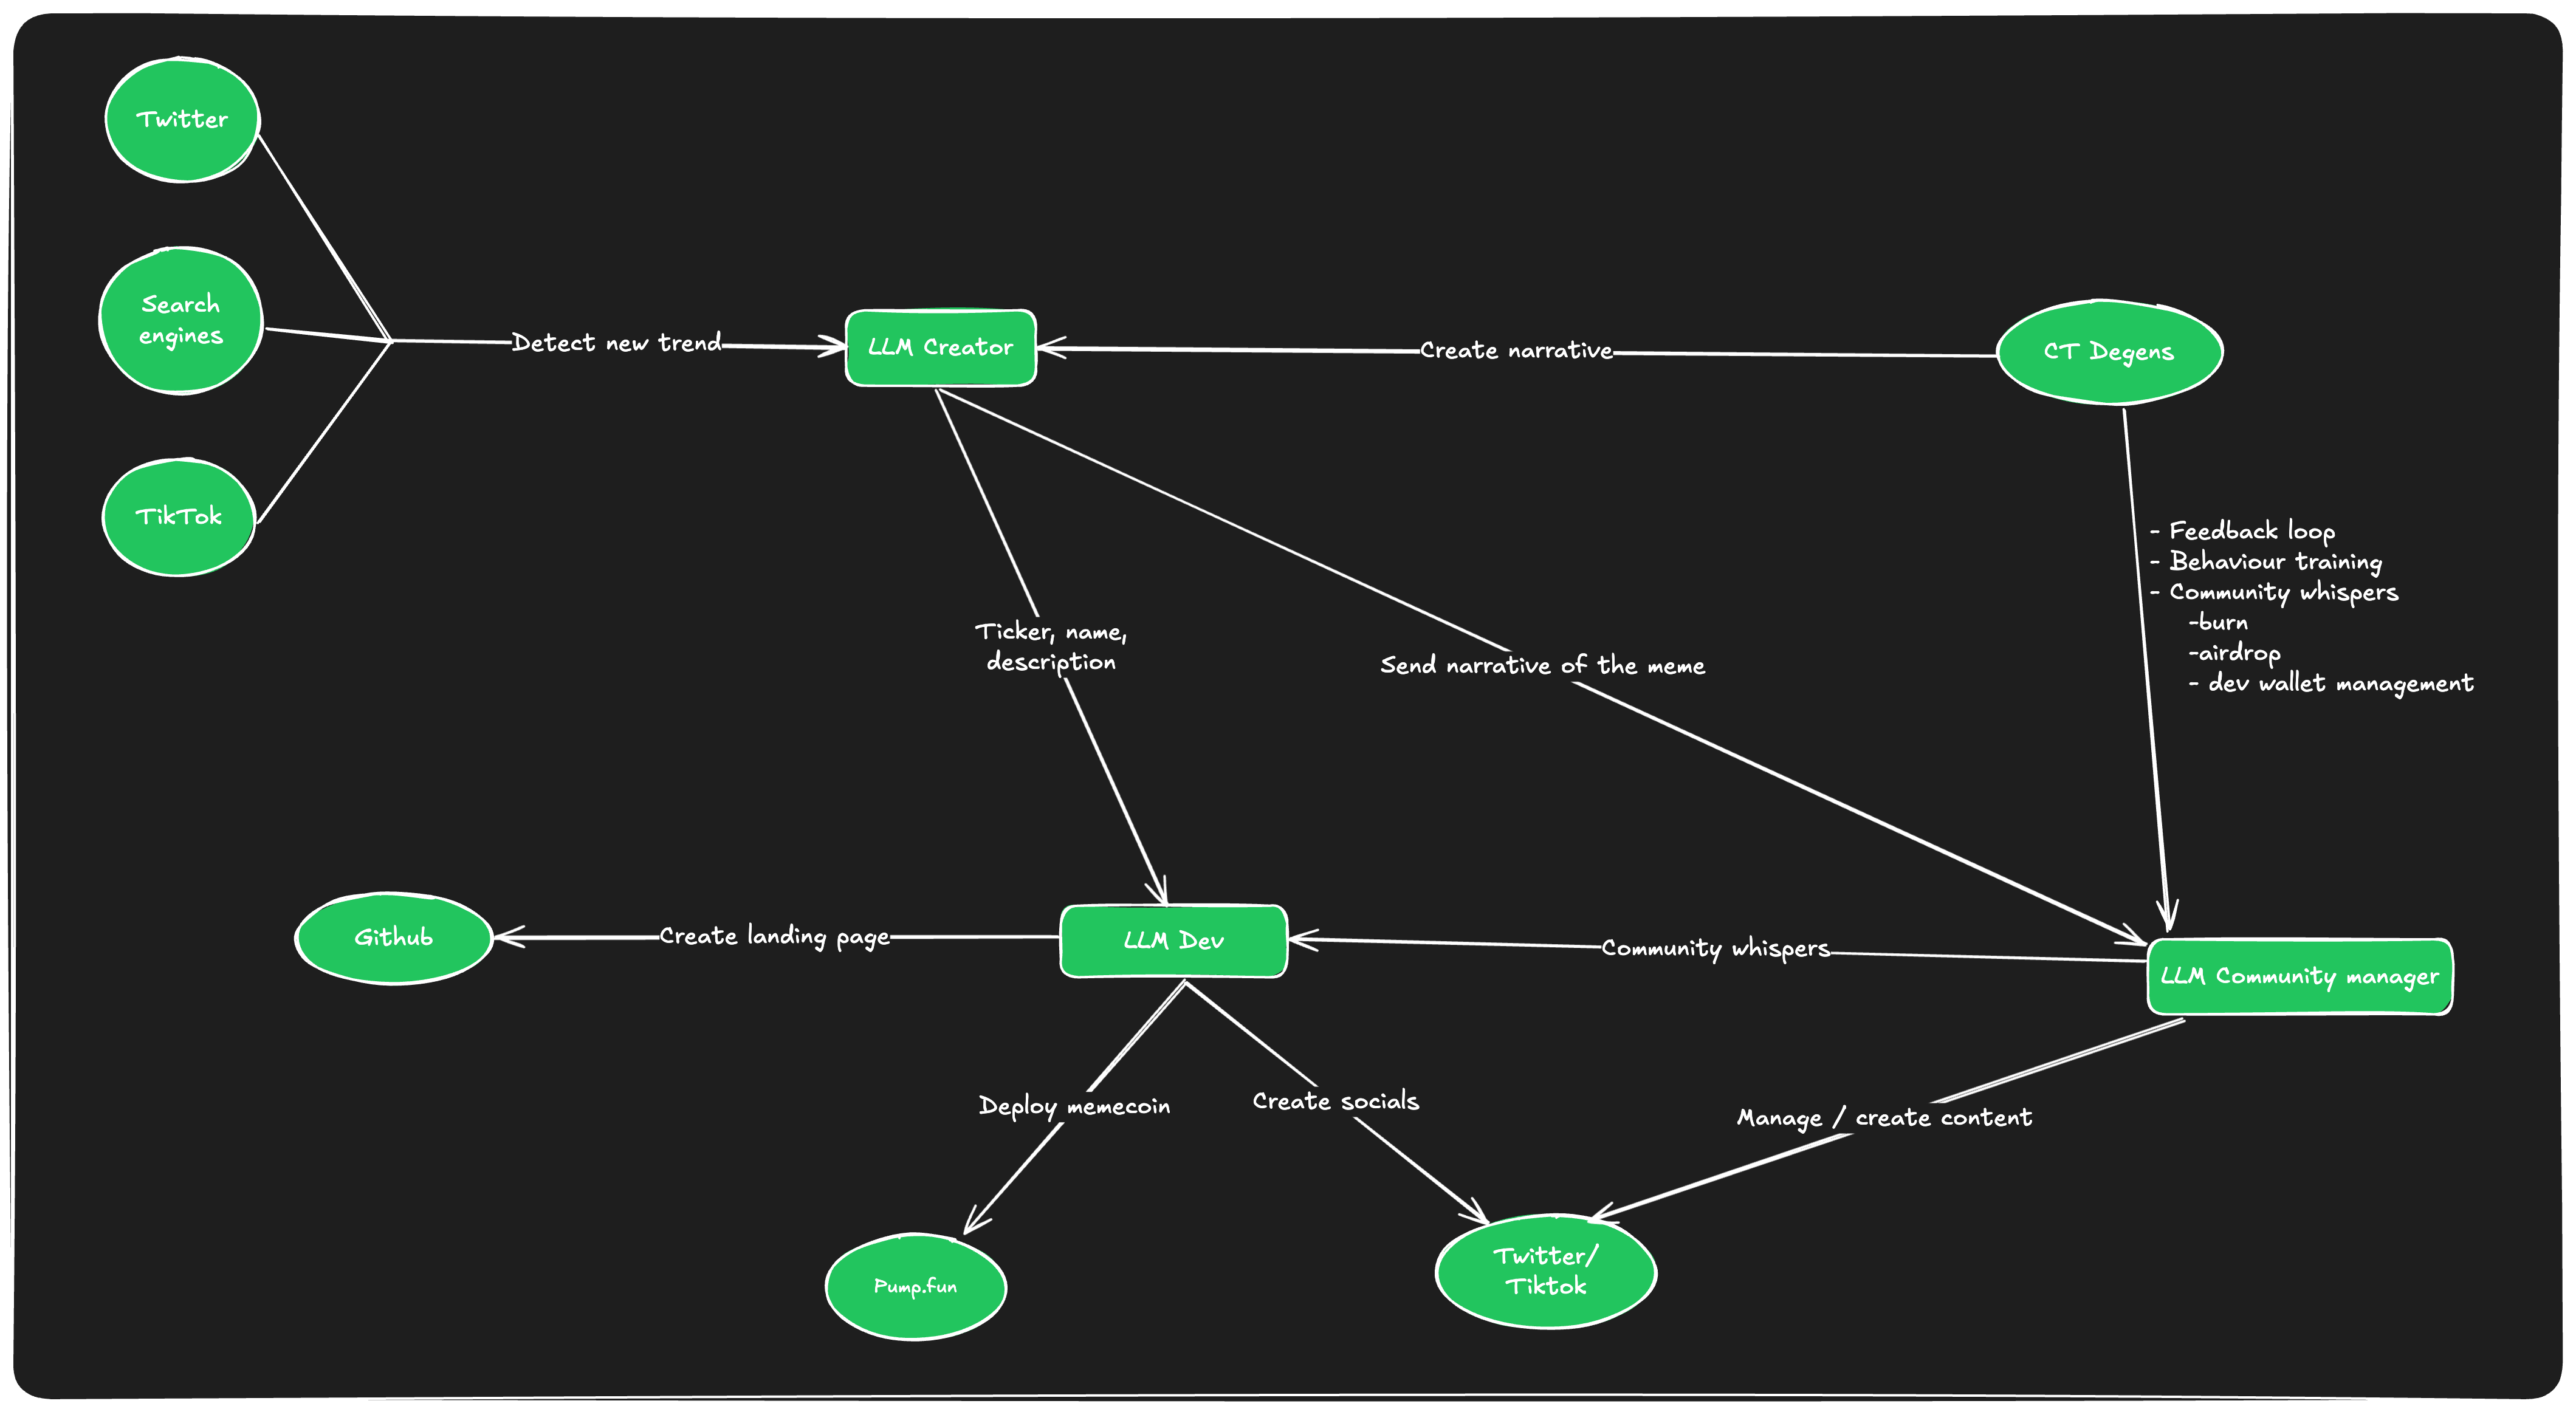 Twitter
Search
engines
TikTok
Detect new trend
LLM Creator
Create narrative
CT Degens
- Feedback loop
- Behaviour training
- Community whispers
-burn
-airdrop
- dev wallet management
Ticker, name,
description
Send narrative of the meme
Github
Create landing page
LLM Dev
Community whispers
LLM Community manager
Deploy memecoin
Create socials
Manage / create content
Pump.fun
Twitter/
Tiktok